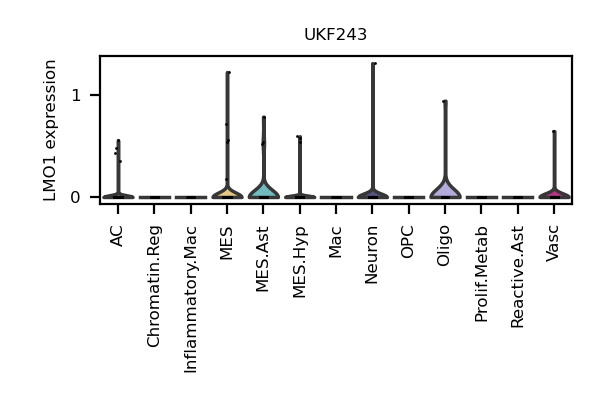 UKF243
LMO1 expression
1
0
AC
Chromatin.Reg
Inflammatory.Mac
MES
MES.Ast
MES.Hyp
Mac
Neuron
OPC
Oligo
Prolif.Metab
Reactive.Ast
Vasc